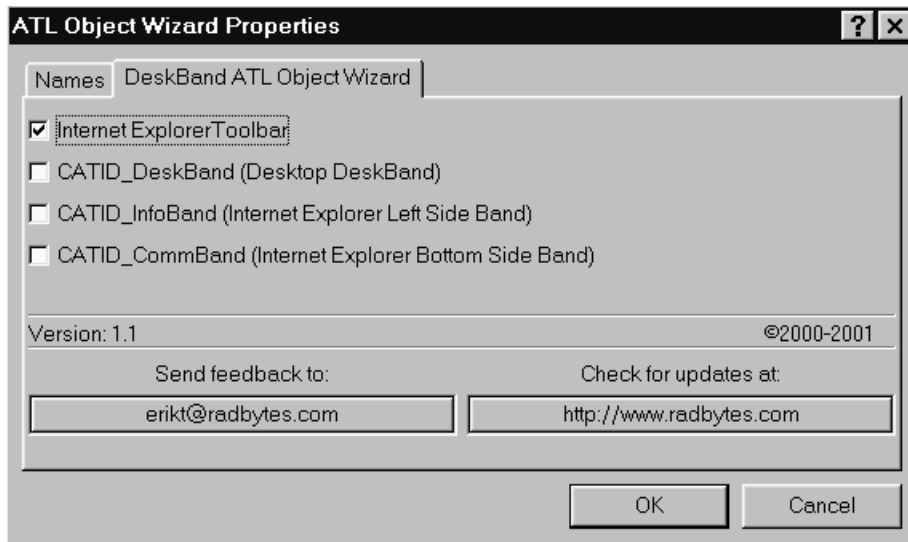 ATL Object Wizard Properties
Names
DeskBand ATL Object Wizard
Internet ExplorerToolbar
CATID_DeskBand (Desktop DeskBand)
CATID_InfoBand (Internet Explorer Left Side Band)
CATID_CommBand (Internet Explorer Bottom Side Band)
Version: 1.1 ©2000-2001
Send feedback to: Check for updates at:
erikt@radbytes.com http://www.radbytes.com
OK Cancel